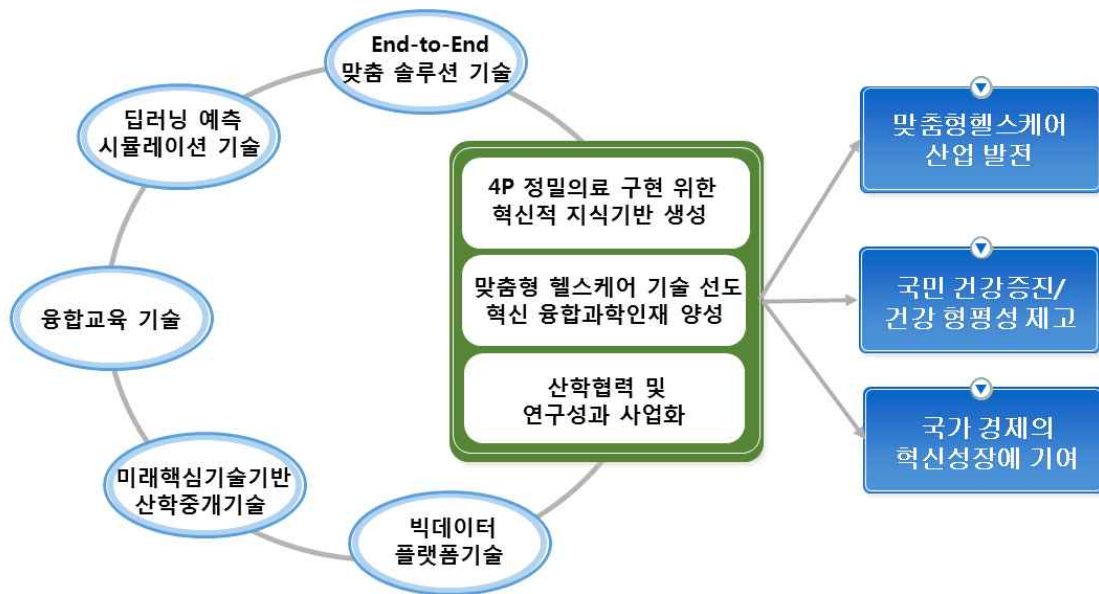 End-to-End
맞춤 솔루션 기술
딥러닝 예측
시뮬레이션 기술
융합교육 기술
미래핵심기술기반
산학중개기술
빅데이터
플랫폼기술
4P 정밀의료 구현 위한
혁신적 지식기반 생성
맞춤형 헬스케어 기술 선도
혁신 융합과학인재 양성
산학협력 및
연구성과 사업화
맞춤형헬스케어
산업 발전
국민 건강증진/
건강 형평성 제고
국가 경제의
혁신성장에 기여